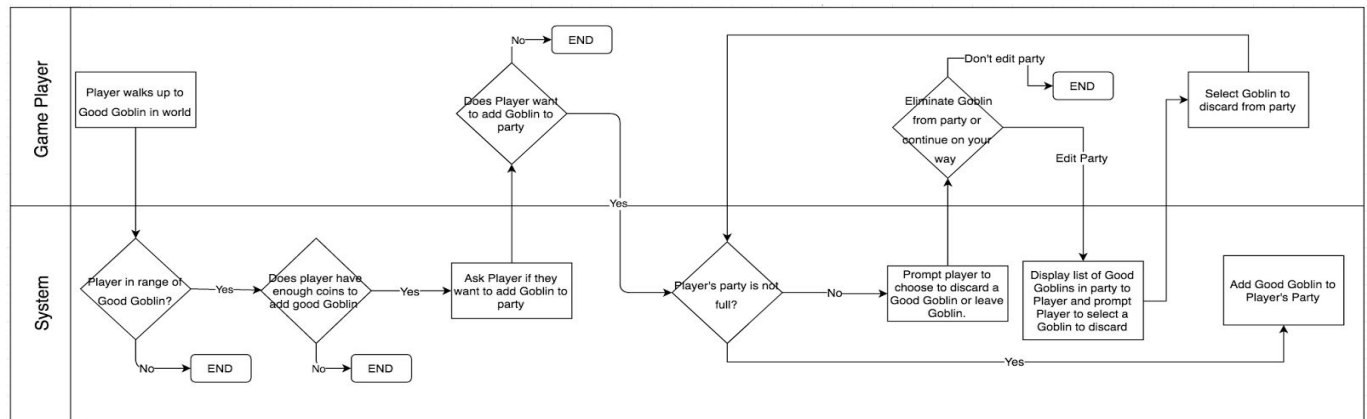 Game Player
Player walks up to
Good Goblin in world
No
END
Does Player want
to add Goblin to
party
Yes
Don't edit party
END
Eliminate Goblin
from party or
continue on your
way
Edit Party
Select Goblin to
discard from party
System
Player in range of
Good Goblin?
Yes
No
END
Does player have
enough coins to
add good Goblin
Yes
No
END
Ask Player if they
want to add Goblin to
party
Player's party is not
full?
No
Yes
Prompt player to
choose to discard a
Good Goblin or leave
Goblin.
Display list of Good
Goblins in party to
Player and prompt
Player to select a
Goblin to discard
Add Good Goblin to
Player's Party